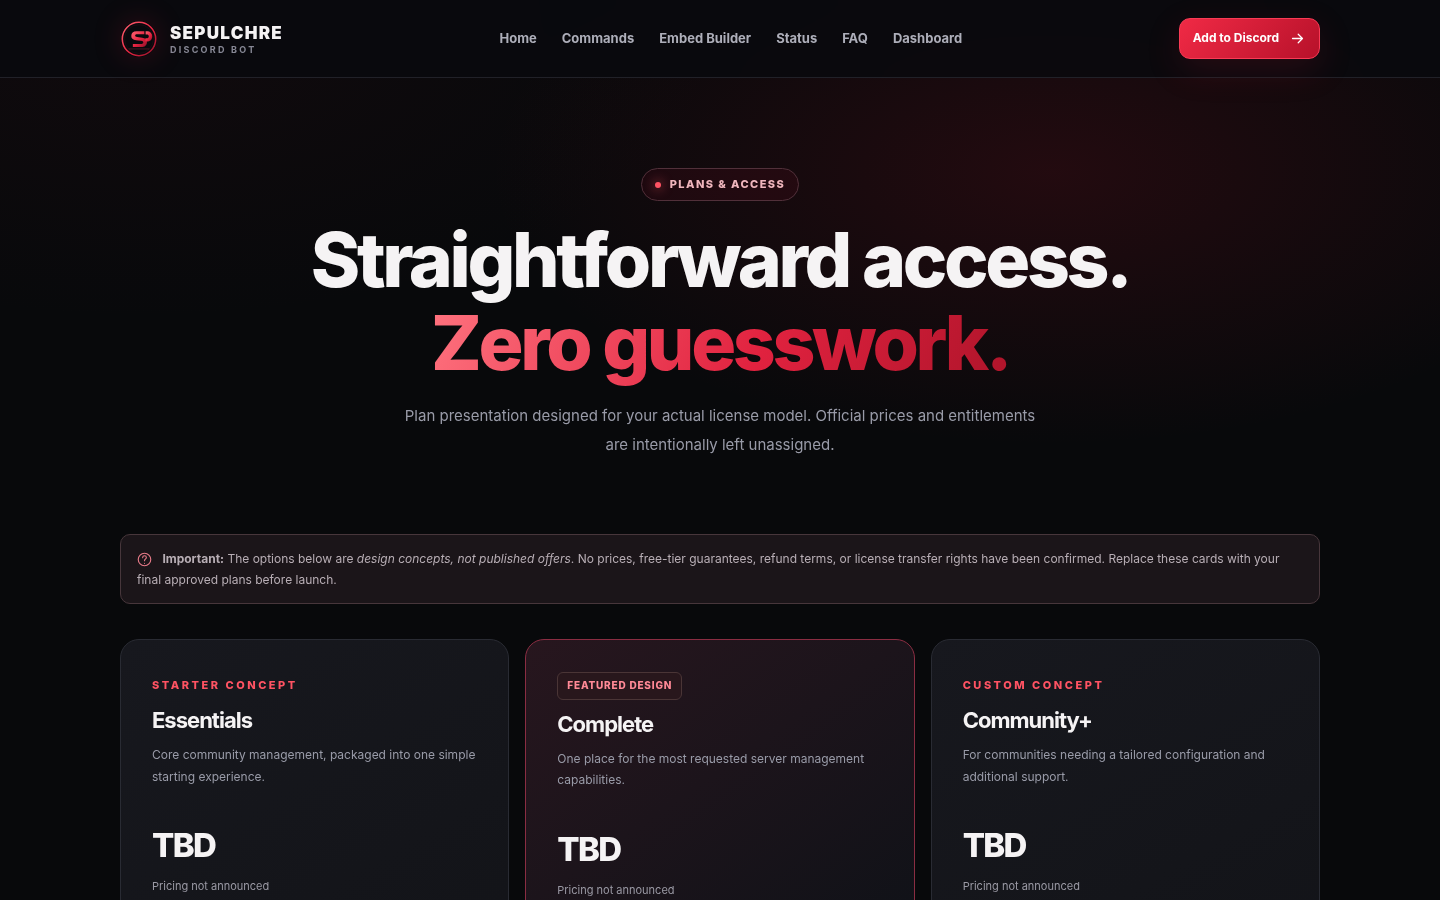 SEPULCHRE
DISCORD BOT
Home
Commands
Embed Builder
Status
FAQ
Dashboard
Add to Discord
PLANS & ACCESS
Straightforward access.
Zero guesswork.
Plan presentation designed for your actual license model. Official prices and entitlements
are intentionally left unassigned.
Important: The options below are design concepts, not published offers. No prices, free-tier guarantees, refund terms, or license transfer rights have been confirmed. Replace these cards with your
final approved plans before launch.
STARTER CONCEPT
Essentials
Core community management, packaged into one simple
starting experience.
TBD
Pricing not announced
FEATURED DESIGN
Complete
One place for the most requested server management
capabilities.
TBD
Pricing not announced
CUSTOM CONCEPT
Community+
For communities needing a tailored configuration and
additional support.
TBD
Pricing not announced